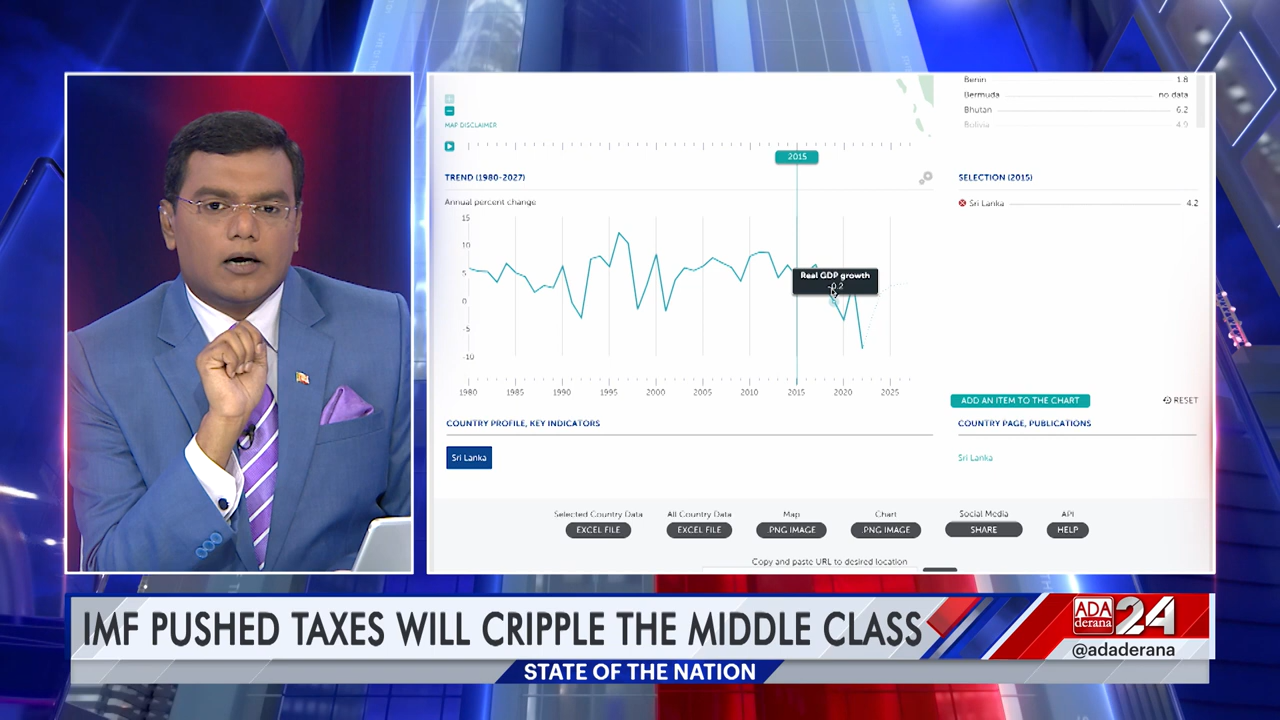 Benin 1.8
Bermuda no data
Bhutan 6.2
Bolivia 4.9
MAP DISCLAIMER
2015
TREND (1980-2027)
SELECTION (2015)
Annual percent change
Sri Lanka 4.2
15
10
5
0
-5
-10
Real GDP growth
-0.2
1980 1985 1990 1995 2000 2005 2010 2015 2020 2025
ADD AN ITEM TO THE CHART
RESET
COUNTRY PROFILE, KEY INDICATORS
COUNTRY PAGE, PUBLICATIONS
Sri Lanka
Sri Lanka
Selected Country Data All Country Data Map Chart Social Media API
EXCEL FILE EXCEL FILE PNG IMAGE PNG IMAGE SHARE HELP
Copy and paste URL to desired location
IMF PUSHED TAXES WILL CRIPPLE THE MIDDLE CLASS
ADA
derana
24
@adaderana
STATE OF THE NATION